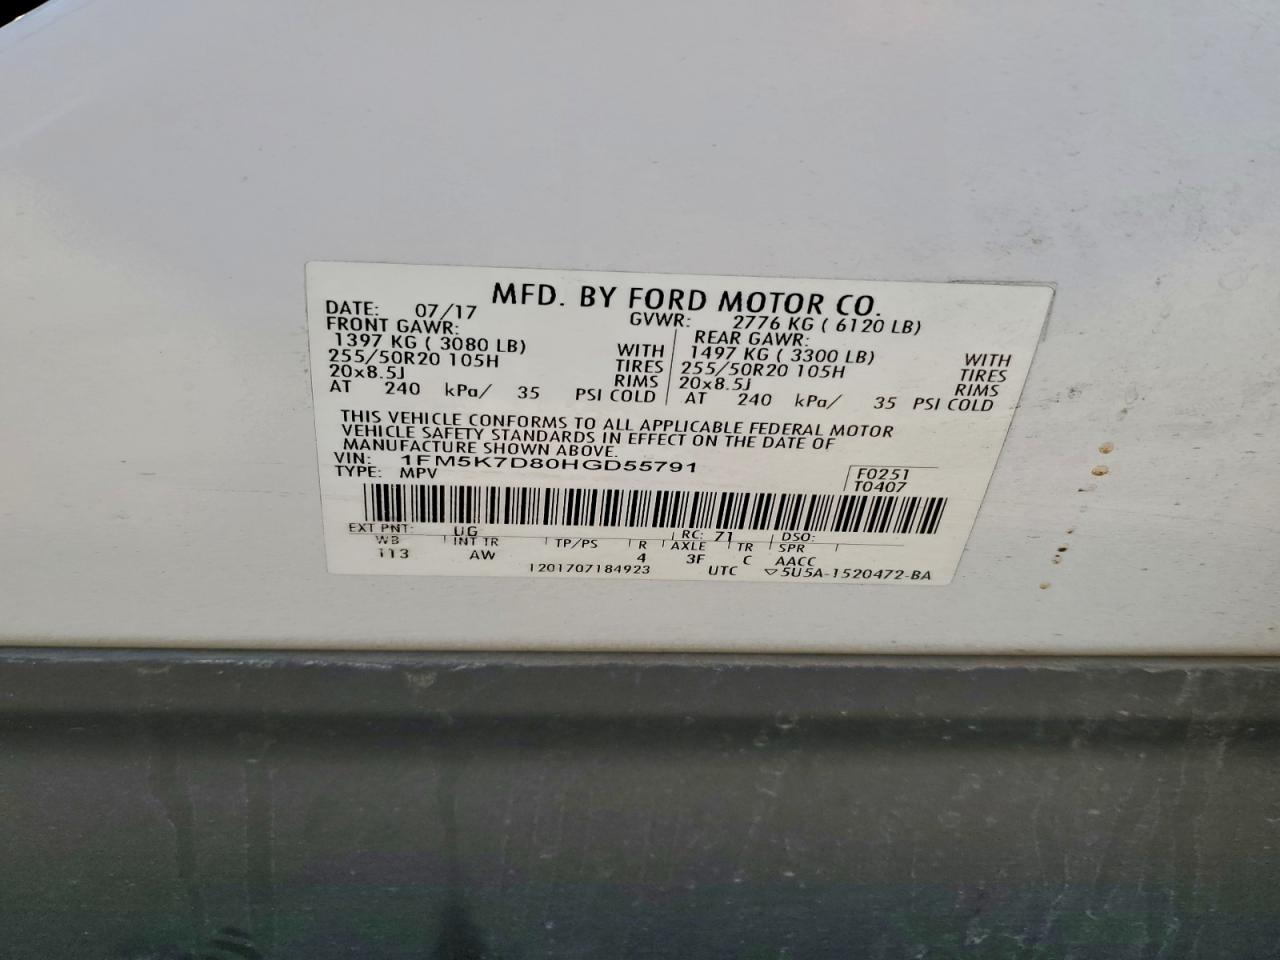 MFD. BY FORD MOTOR CO.
DATE: 07/17 GVWR: 2776 KG ( 6120 LB)
FRONT GAWR: REAR GAWR:
1397 KG ( 3080 LB) WITH 1497 KG ( 3300 LB) WITH
255/50R20 105H TIRES 255/50R20 105H TIRES
20x8.5J RIMS 20x8.5J RIMS
AT 240 kPa/ 35 PSI COLD AT 240 kPa/ 35 PSI COLD
THIS VEHICLE CONFORMS TO ALL APPLICABLE FEDERAL MOTOR
VEHICLE SAFETY STANDARDS IN EFFECT ON THE DATE OF
MANUFACTURE SHOWN ABOVE.
VIN: 1FM5K7D80HGD55791
TYPE: MPV F0251
T0407
EXT PNT: UG RC: 71 DSO:
WB INT TR TP/PS R AXLE TR SPR
113 AW 4 3F C AACC
1201707184923 UTC ▽5U5A-1520472-BA